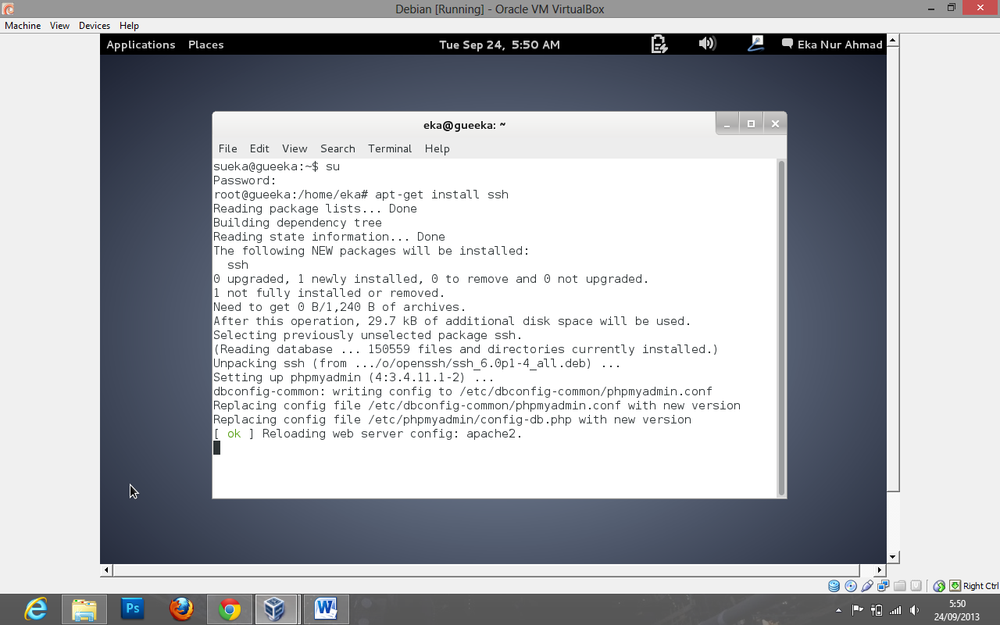 Debian [Running] - Oracle VM VirtualBox
Machine View Devices Help
Applications Places Tue Sep 24, 5:50 AM Eka Nur Ahmad
eka@gueeka: ~
File Edit View Search Terminal Help
sueka@gueeka:~$ su
Password:
root@gueeka:/home/eka# apt-get install ssh
Reading package lists... Done
Building dependency tree
Reading state information... Done
The following NEW packages will be installed:
  ssh
0 upgraded, 1 newly installed, 0 to remove and 0 not upgraded.
1 not fully installed or removed.
Need to get 0 B/1,240 B of archives.
After this operation, 29.7 kB of additional disk space will be used.
Selecting previously unselected package ssh.
(Reading database ... 150559 files and directories currently installed.)
Unpacking ssh (from .../o/openssh/ssh_6.0p1-4_all.deb) ...
Setting up phpmyadmin (4:3.4.11.1-2) ...
dbconfig-common: writing config to /etc/dbconfig-common/phpmyadmin.conf
Replacing config file /etc/dbconfig-common/phpmyadmin.conf with new version
Replacing config file /etc/phpmyadmin/config-db.php with new version
[ ok ] Reloading web server config: apache2.
Right Ctrl
Ps
W
5:50
24/09/2013